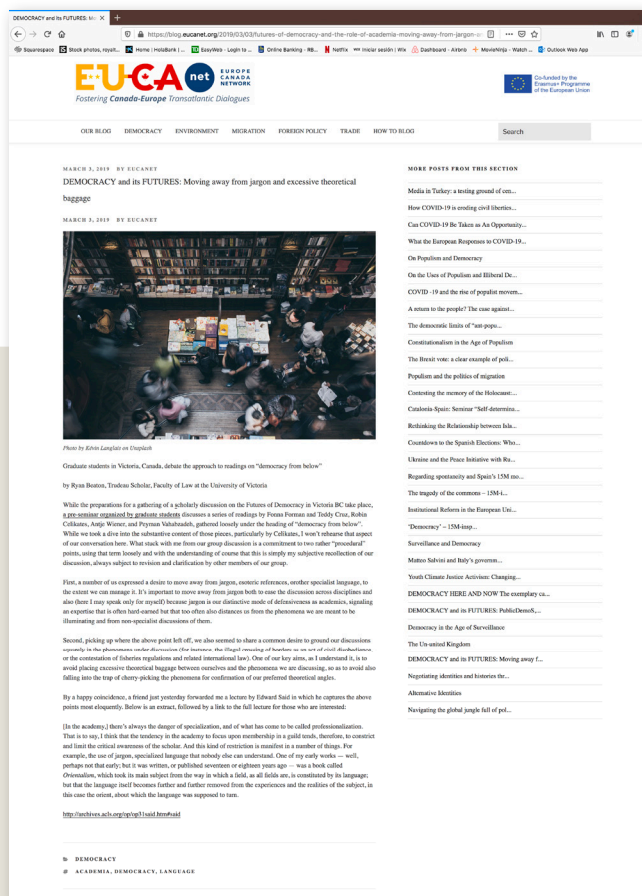 DEMOCRACY and its FUTURES: Mo
https://blog.eucanet.org/2019/03/03/futures-of-democracy-and-the-role-of-academia-moving-away-from-jargon-
Squarespace
Stock photos, royalt...
Home | HolaBank |...
EasyWeb - Login to ...
Online Banking - RB...
Netflix
Iniciar sesión | Wix
Dashboard - Airbnb
MovieNinja - Watch ...
Outlook Web App
EUCA net
EUROPE
CANADA
NETWORK
Fostering Canada-Europe Transatlantic Dialogues
Co-funded by the
Erasmus+ Programme
of the European Union
OUR BLOG DEMOCRACY ENVIRONMENT MIGRATION FOREIGN POLICY TRADE HOW TO BLOG
Search
MARCH 3, 2019 BY EUCANET
DEMOCRACY and its FUTURES: Moving away from jargon and excessive theoretical
baggage
MARCH 3, 2019 BY EUCANET
Photo by Kévin Langlais on Unsplash
Graduate students in Victoria, Canada, debate the approach to readings on "democracy from below"
by Ryan Beaton, Trudeau Scholar, Faculty of Law at the University of Victoria
While the preparations for a gathering of a scholarly discussion on the Futures of Democracy in Victoria BC take place,
a pre-seminar organized by graduate students discusses a series of readings by Fonna Forman and Teddy Cruz, Robin
Celikates, Antje Wiener, and Peyman Vahabzadeh, gathered loosely under the heading of "democracy from below".
While we took a dive into the substantive content of those pieces, particularly by Celikates, I won't rehearse that aspect
of our conversation here. What stuck with me from our group discussion is a commitment to two rather "procedural"
points, using that term loosely and with the understanding of course that this is simply my subjective recollection of our
discussion, always subject to revision and clarification by other members of our group.
First, a number of us expressed a desire to move away from jargon, esoteric references, or other specialist language, to
the extent we can manage it. It's important to move away from jargon both to ease the discussion across disciplines and
also (here I may speak only for myself) because jargon is our distinctive mode of defensiveness as academics, signaling
an expertise that is often hard-earned but that too often also distances us from the phenomena we are meant to be
illuminating and from non-specialist discussions of them.
Second, picking up where the above point left off, we also seemed to share a common desire to ground our discussions
squarely in the phenomena under discussion (for instance, the illegal crossing of borders as an act of civil disobedience,
or the contestation of fisheries regulations and related international law). One of our key aims, as I understand it, is to
avoid placing excessive theoretical baggage between ourselves and the phenomena we are discussing, so as to avoid also
falling into the trap of cherry-picking the phenomena for confirmation of our preferred theoretical angles.
By a happy coincidence, a friend just yesterday forwarded me a lecture by Edward Said in which he captures the above
points most eloquently. Below is an extract, followed by a link to the full lecture for those who are interested:
[In the academy,] there's always the danger of specialization, and of what has come to be called professionalization.
That is to say, I think that the tendency in the academy to focus upon membership in a guild tends, therefore, to constrict
and limit the critical awareness of the scholar. And this kind of restriction is manifest in a number of things. For
example, the use of jargon, specialized language that nobody else can understand. One of my early works — well,
perhaps not that early; but it was written, or published seventeen or eighteen years ago — was a book called
Orientalism, which took its main subject from the way in which a field, as all fields are, is constituted by its language;
but that the language itself becomes further and further removed from the experiences and the realities of the subject, in
this case the orient, about which the language was supposed to turn.
http://archives.acls.org/op/op31said.htm#said
DEMOCRACY
ACADEMIA, DEMOCRACY, LANGUAGE
MORE POSTS FROM THIS SECTION
Media in Turkey: a testing ground of cen...
How COVID-19 is eroding civil liberties...
Can COVID-19 Be Taken as An Opportunity...
What the European Responses to COVID-19...
On Populism and Democracy
On the Uses of Populism and Illiberal De...
COVID -19 and the rise of populist movem...
A return to the people? The case against...
The democratic limits of "ant-popu...
Constitutionalism in the Age of Populism
The Brexit vote: a clear example of poli...
Populism and the politics of migration
Contesting the memory of the Holocaust:...
Catalonia-Spain: Seminar "Self-determina...
Rethinking the Relationship between Isla...
Countdown to the Spanish Elections: Who...
Ukraine and the Peace Initiative with Ru...
Regarding spontaneity and Spain's 15M mo...
The tragedy of the commons – 15M-i...
Institutional Reform in the European Uni...
'Democracy' – 15M-insp...
Surveillance and Democracy
Matteo Salvini and Italy's governm...
Youth Climate Justice Activism: Changing...
DEMOCRACY HERE AND NOW The exemplary ca...
DEMOCRACY and its FUTURES: PublicDemoS,...
Democracy in the Age of Surveillance
The Un-united Kingdom
DEMOCRACY and its FUTURES: Moving away f...
Negotiating identities and histories thr...
Alternative Identities
Navigating the global jungle full of pol...